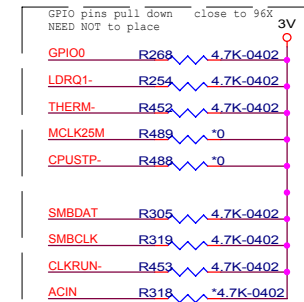 GPIO pins pull down close to 96X
NEED NOT to place
3V
GPIO0 R268 4.7K-0402
LDRQ1- R254 4.7K-0402
THERM- R452 4.7K-0402
MCLK25M R489 *0
CPUSTP- R488 *0
SMBDAT R305 4.7K-0402
SMBCLK R319 4.7K-0402
CLKRUN- R453 4.7K-0402
ACIN R318 *4.7K-0402